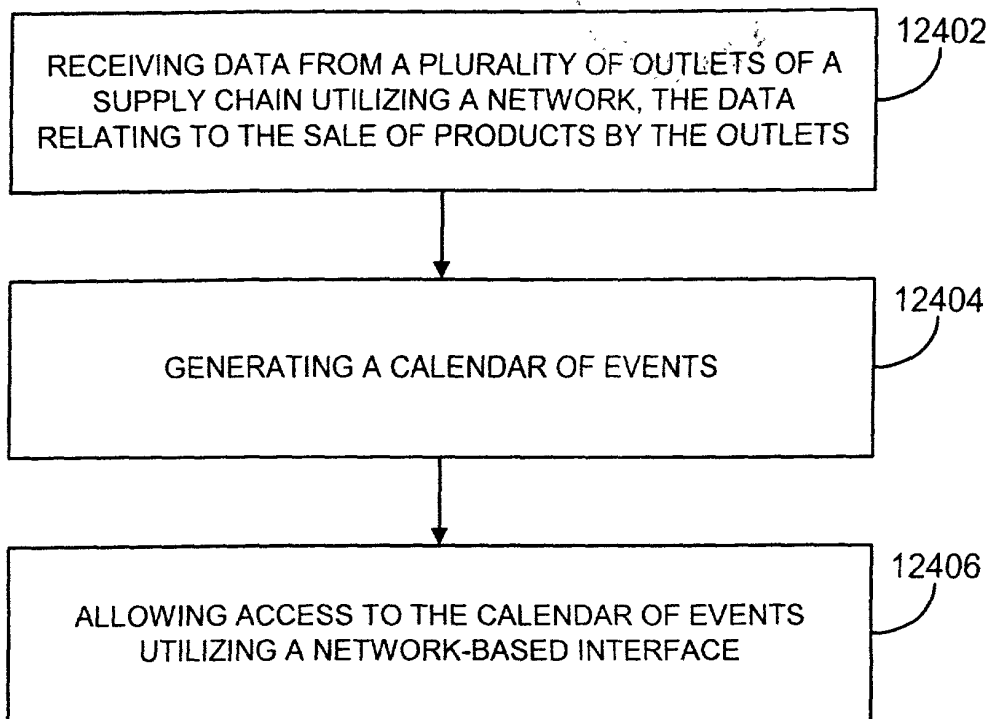 12402
RECEIVING DATA FROM A PLURALITY OF OUTLETS OF A
SUPPLY CHAIN UTILIZING A NETWORK, THE DATA
RELATING TO THE SALE OF PRODUCTS BY THE OUTLETS
12404
GENERATING A CALENDAR OF EVENTS
12406
ALLOWING ACCESS TO THE CALENDAR OF EVENTS
UTILIZING A NETWORK-BASED INTERFACE